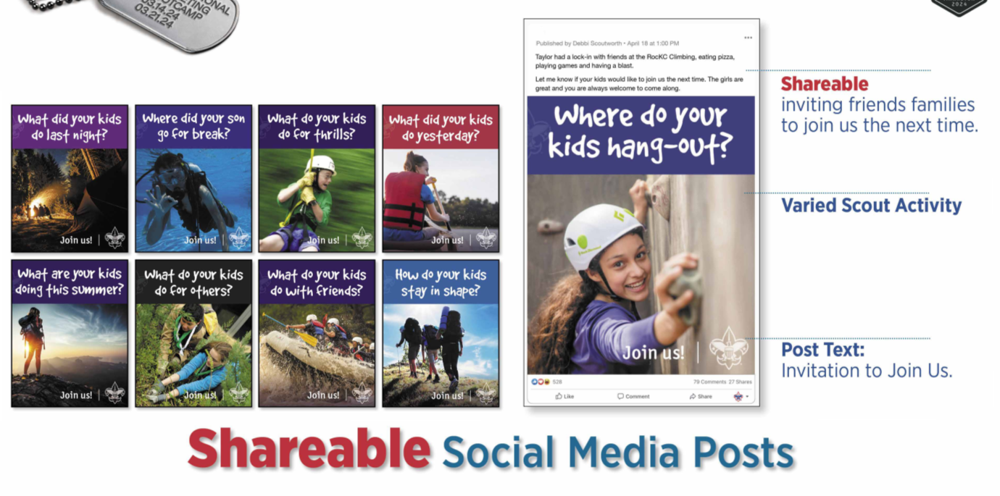 03.14.24
03.21.24
2024
What did your kids
do last night?
Join us!
Where did your son
go for break?
Join us!
What do your kids
do for thrills?
Join us!
What did your kids
do yesterday?
Join us!
What are your kids
doing this summer?
Join us!
What do your kids
do for others?
Join us!
What do your kids
do with friends?
Join us!
How do your kids
stay in shape?
Join us!
Published by Debbi Scoutworth • April 18 at 1:00 PM
Taylor had a lock-in with friends at the RocKC Climbing, eating pizza,
playing games and having a blast.
Let me know if your kids would like to join us the next time. The girls are
great and you are always welcome to come along.
Where do your
kids hang-out?
Join us!
528
79 Comments 27 Shares
Like
Comment
Share
Shareable
inviting friends families
to join us the next time.
Varied Scout Activity
Post Text:
Invitation to Join Us.
Shareable Social Media Posts